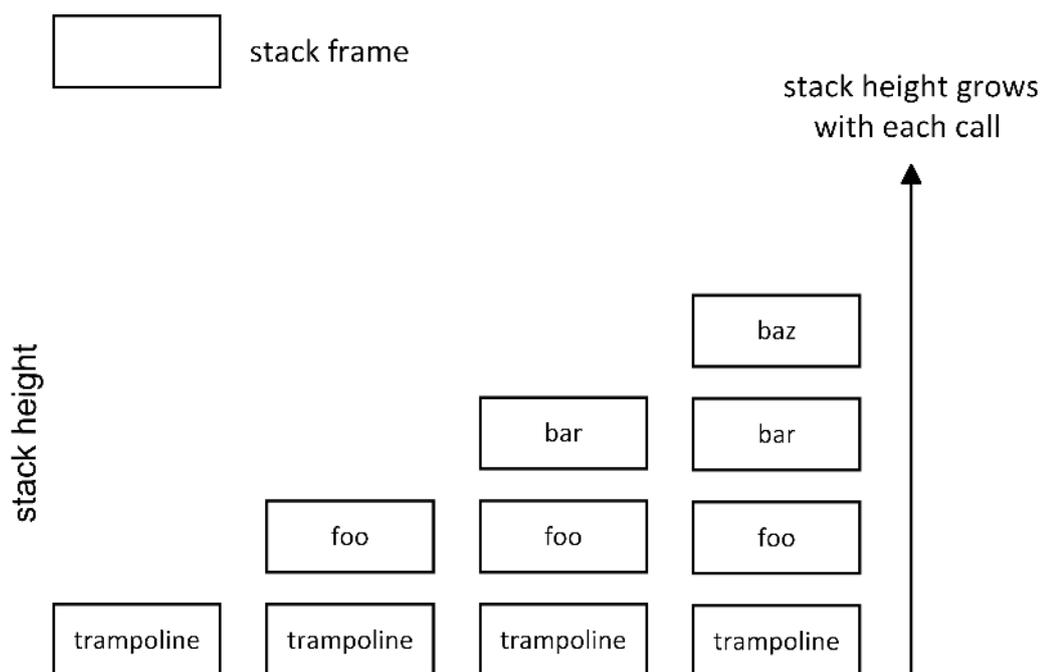 stack frame
stack height grows
with each call
baz
stack height
bar
bar
foo
foo
foo
trampoline
trampoline
trampoline
trampoline